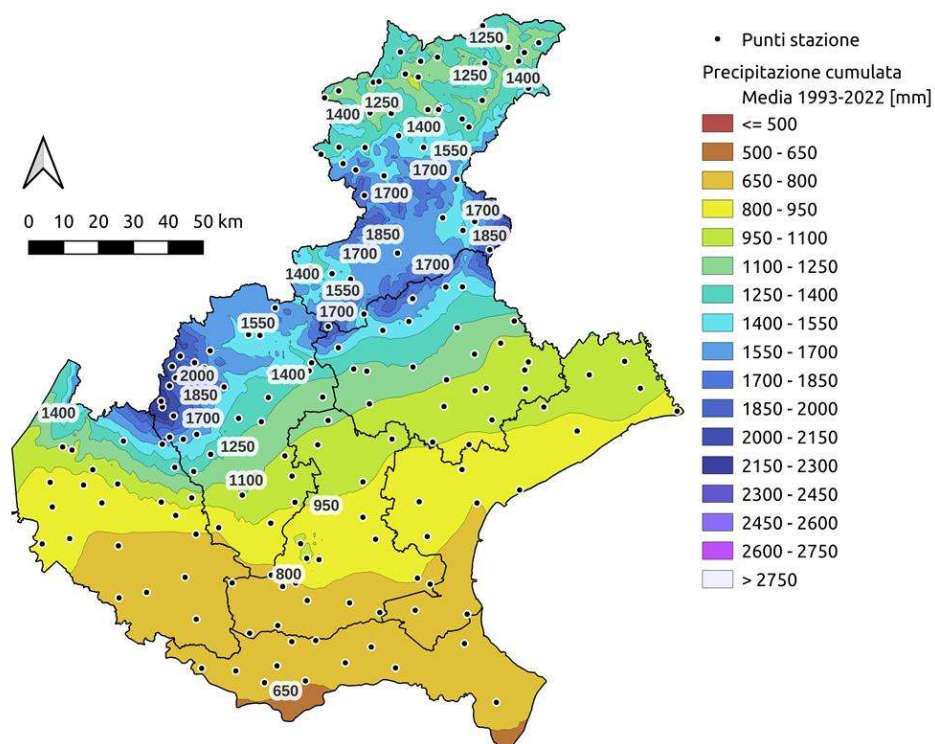 1250
1250
1400
1250
1400
1400
1550
1700
1700
1700
1850
1850
1700
1700
1400
1550
1700
1550
1400
2000
1850
1700
1400
1250
1100
950
800
650
0 10 20 30 40 50 km
Punti stazione
Precipitazione cumulata
Media 1993-2022 [mm]
<= 500
500 - 650
650 - 800
800 - 950
950 - 1100
1100 - 1250
1250 - 1400
1400 - 1550
1550 - 1700
1700 - 1850
1850 - 2000
2000 - 2150
2150 - 2300
2300 - 2450
2450 - 2600
2600 - 2750
> 2750